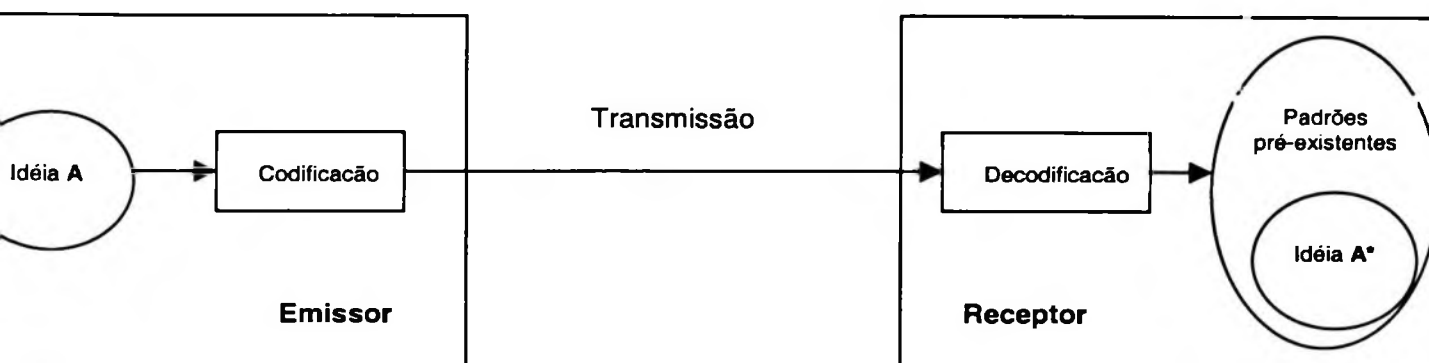 Transmissão
Idéia A
Codificacão
Decodificacão
Padrões
pré-existentes
Idéia A*
Emissor
Receptor